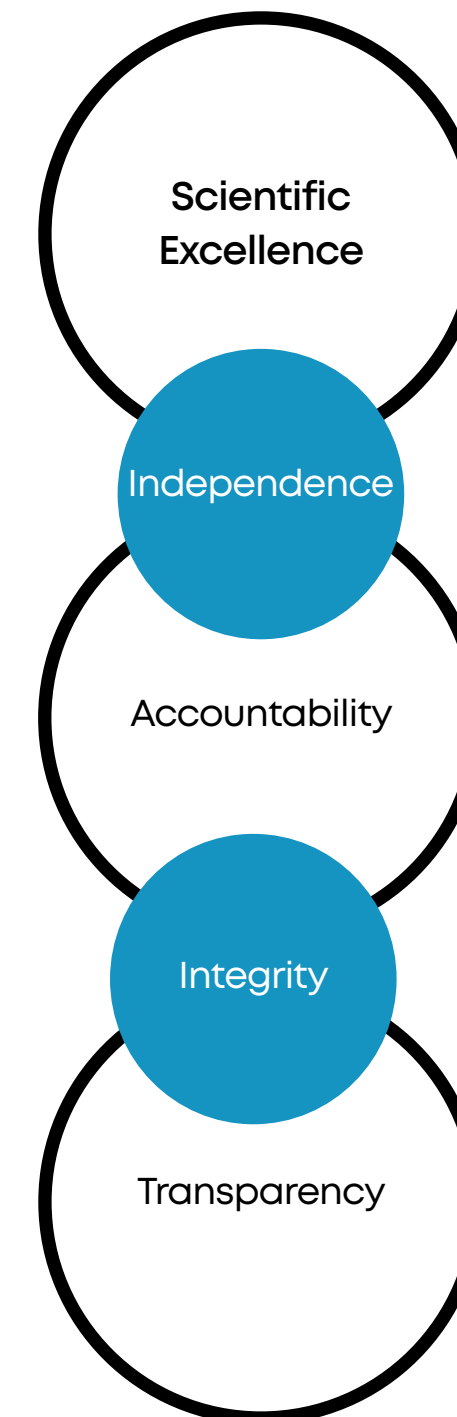 Scientific
Excellence
Independence
Accountability
Integrity
Transparency